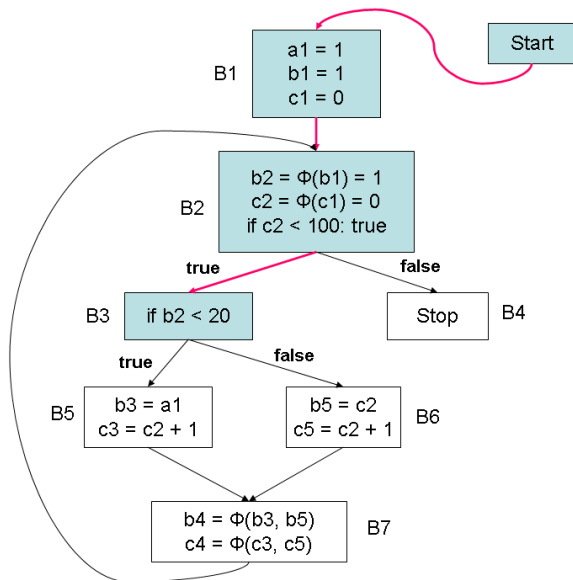 Start
B1
a1 = 1
b1 = 1
c1 = 0
B2
b2 = Φ(b1) = 1
c2 = Φ(c1) = 0
if c2 < 100: true
true
false
B3
if b2 < 20
Stop
B4
true
false
B5
b3 = a1
c3 = c2 + 1
b5 = c2
c5 = c2 + 1
B6
b4 = Φ(b3, b5)
c4 = Φ(c3, c5)
B7